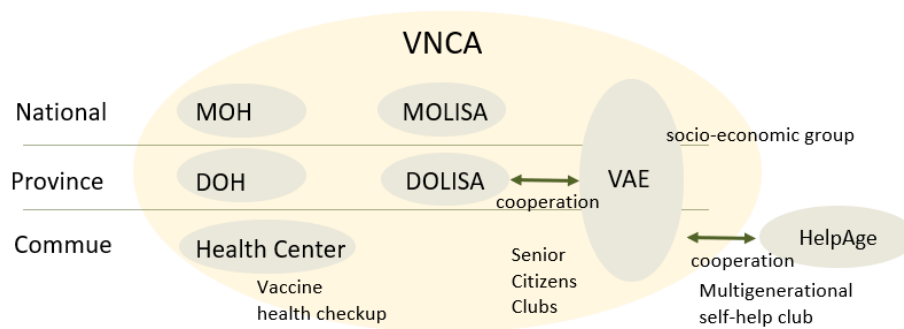 VNCA
National
MOH
MOLISA
socio-economic group
Province
DOH
DOLISA
VAE
cooperation
Commue
Health Center
Senior
Citizens
Clubs
HelpAge
cooperation
Vaccine
health checkup
Multigenerational
self-help club